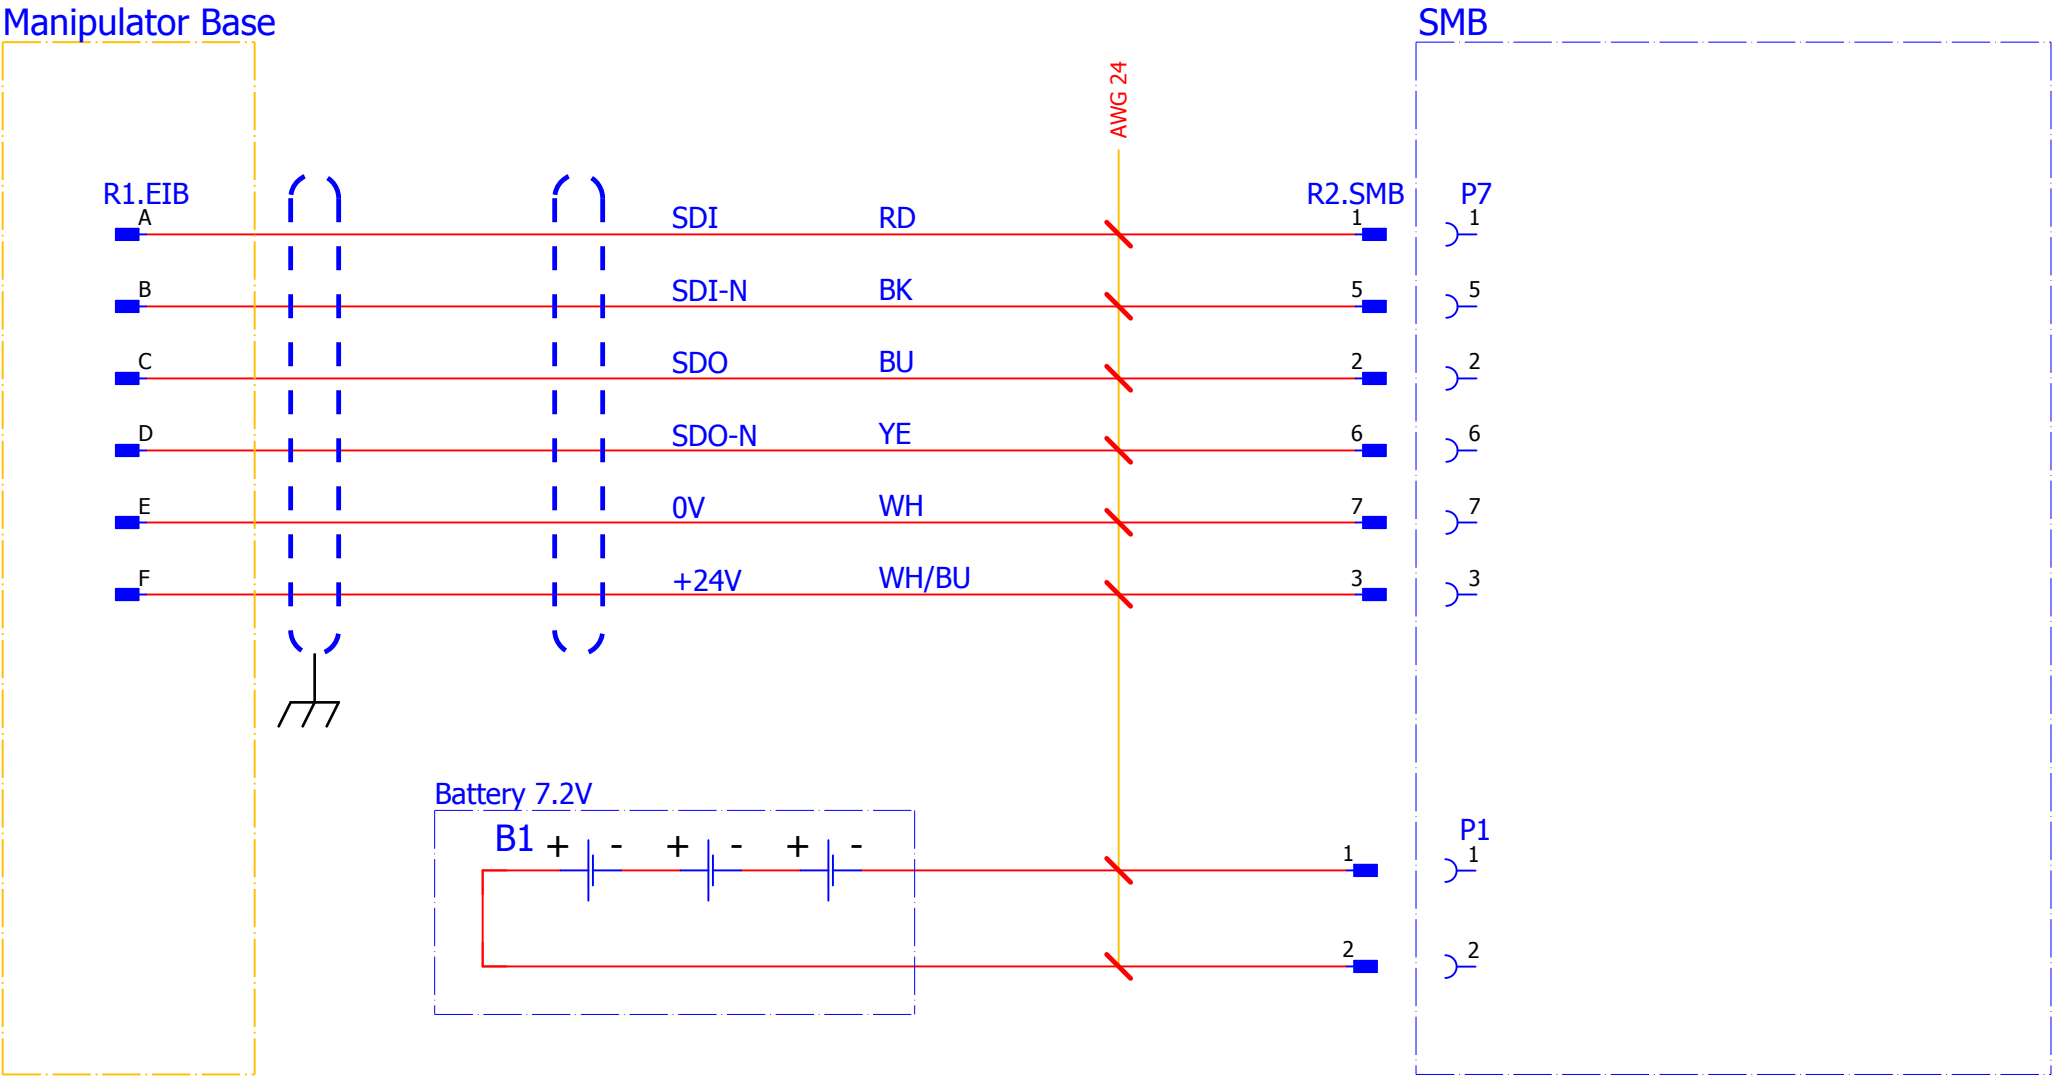 Manipulator Base
SMB
AWG 24
R1.EIB
R2.SMB
P7
A
SDI
RD
1
1
B
SDI-N
BK
5
5
C
SDO
BU
2
2
D
SDO-N
YE
6
6
E
0V
WH
7
7
F
+24V
WH/BU
3
3
Battery 7.2V
B1
+ - + - + -
P1
1
1
2
2